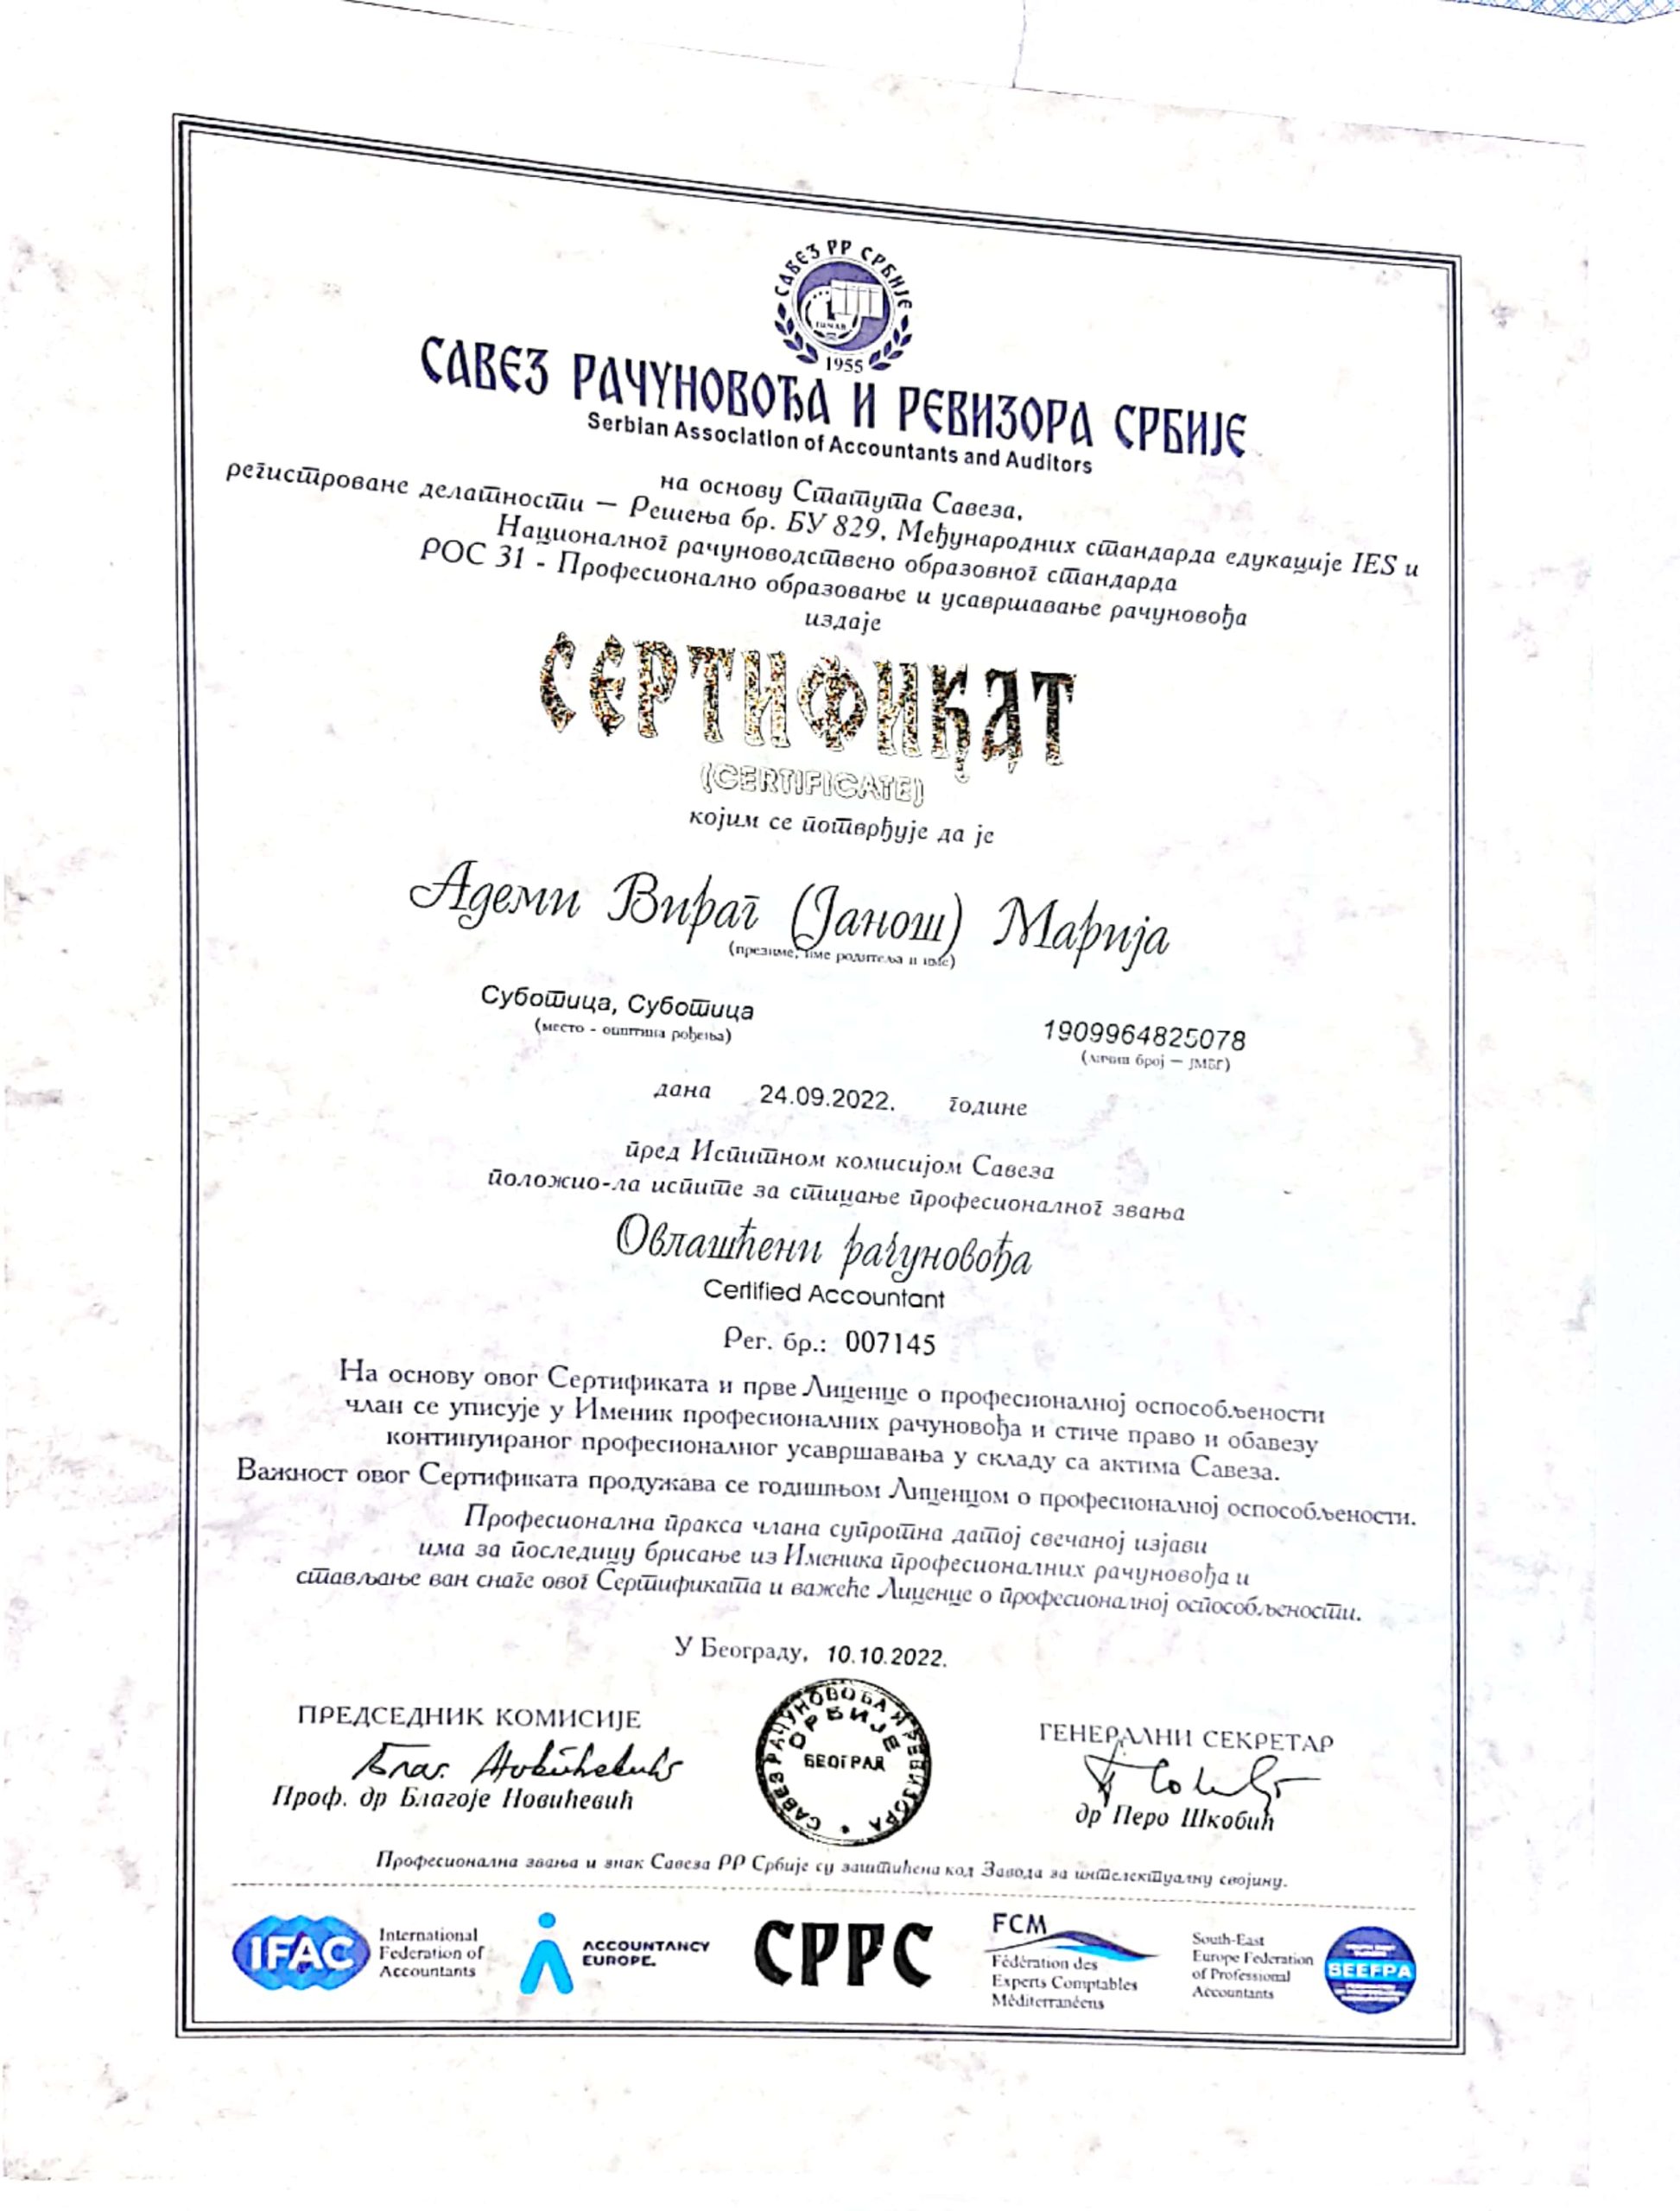 САВЕЗ РР СРБИЈЕ
1955
САВЕЗ РАЧУНОВОЂА И РЕВИЗОРА СРБИЈЕ
Serbian Association of Accountants and Auditors
на основу Статута Савеза,
регистроване делатности – Решења бр. БУ 829, Међународних стандарда едукације IES и
Националног рачуноводствено образовног стандарда
РОС 31 - Професионално образовање и усавршавање рачуновођа
издаје
СЕРТИФИКАТ
(CERTIFICATE)
којим се потврђује да је
Адеми Вираг (Јанош) Марија
(презиме, име родитеља и име)
Суботица, Суботица
(место - општина рођења)
1909964825078
(лични број – ЈМБГ)
дана 24.09.2022. године
пред Испитном комисијом Савеза
положио-ла испите за стицање професионалног звања
Овлашћени рачуновођа
Certified Accountant
Рег. бр.: 007145
На основу овог Сертификата и прве Лиценце о професионалној оспособљености
члан се уписује у Именик професионалних рачуновођа и стиче право и обавезу
континуираног професионалног усавршавања у складу са актима Савеза.
Важност овог Сертификата продужава се годишњом Лиценцом о професионалној оспособљености.
Професионална пракса члана супротна датој свечаној изјави
има за последицу брисање из Именика професионалних рачуновођа и
стављање ван снаге овог Сертификата и важеће Лиценце о професионалној оспособљености.
У Београду, 10.10.2022.
ПРЕДСЕДНИК КОМИСИЈЕ
Проф. др Благоје Новићевић
САВЕЗ РАЧУНОВОЂА И РЕВИЗОРА
СРБИЈЕ
БЕОГРАД
ГЕНЕРАЛНИ СЕКРЕТАР
др Перо Шкобић
Професионална звања и знак Савеза РР Србије су заштићена код Завода за интелектуалну својину.
IFAC
International
Federation of
Accountants
ACCOUNTANCY
EUROPE.
СРРС
FCM
Fédération des
Experts Comptables
Méditerranéens
South-East
Europe Federation
of Professional
Accountants
SEEFPA